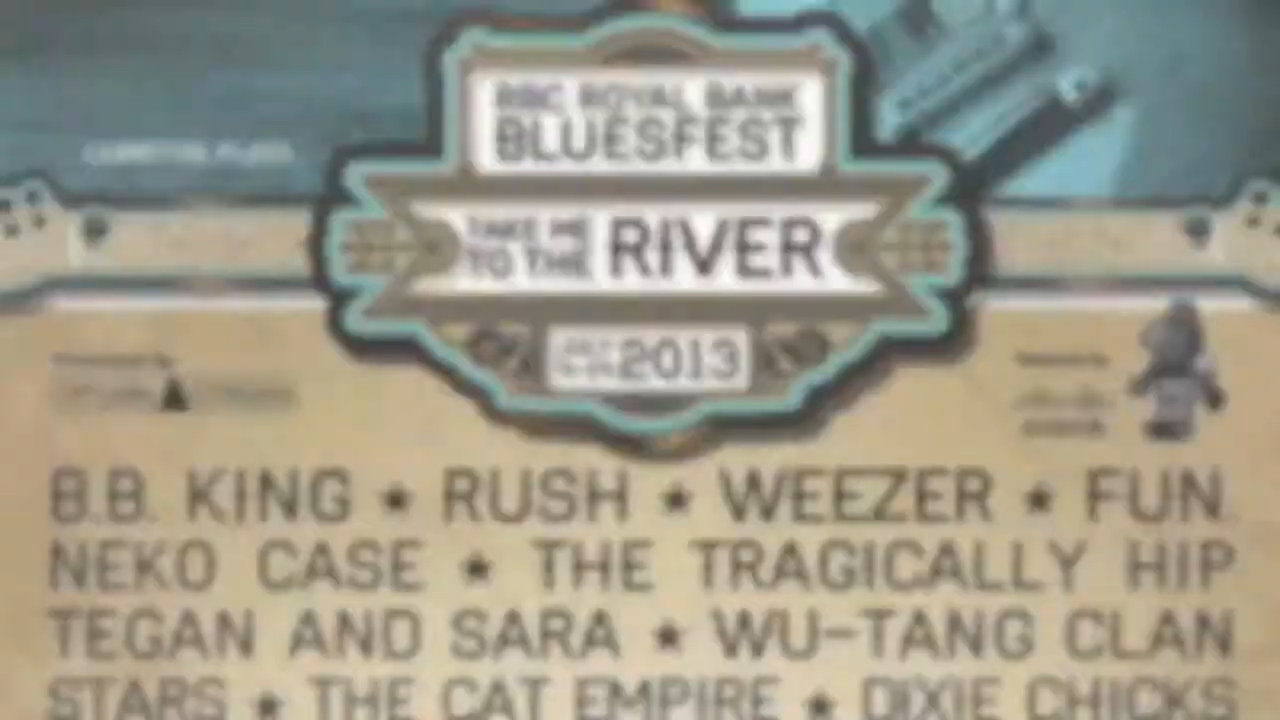 RBC ROYAL BANK
BLUESFEST
TAKE ME
TO THE RIVER
2013
B.B. KING ★ RUSH ★ WEEZER ★ FUN.
NEKO CASE ★ THE TRAGICALLY HIP
TEGAN AND SARA ★ WU-TANG CLAN
STARS ★ THE CAT EMPIRE ★ DIXIE CHICKS